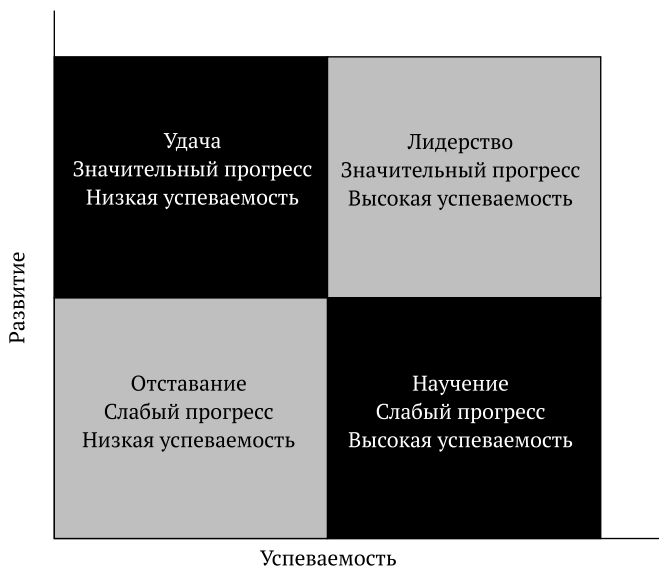 Удача
Значительный прогресс
Низкая успеваемость
Лидерство
Значительный прогресс
Высокая успеваемость
Развитие
Отставание
Слабый прогресс
Низкая успеваемость
Научение
Слабый прогресс
Высокая успеваемость
Успеваемость